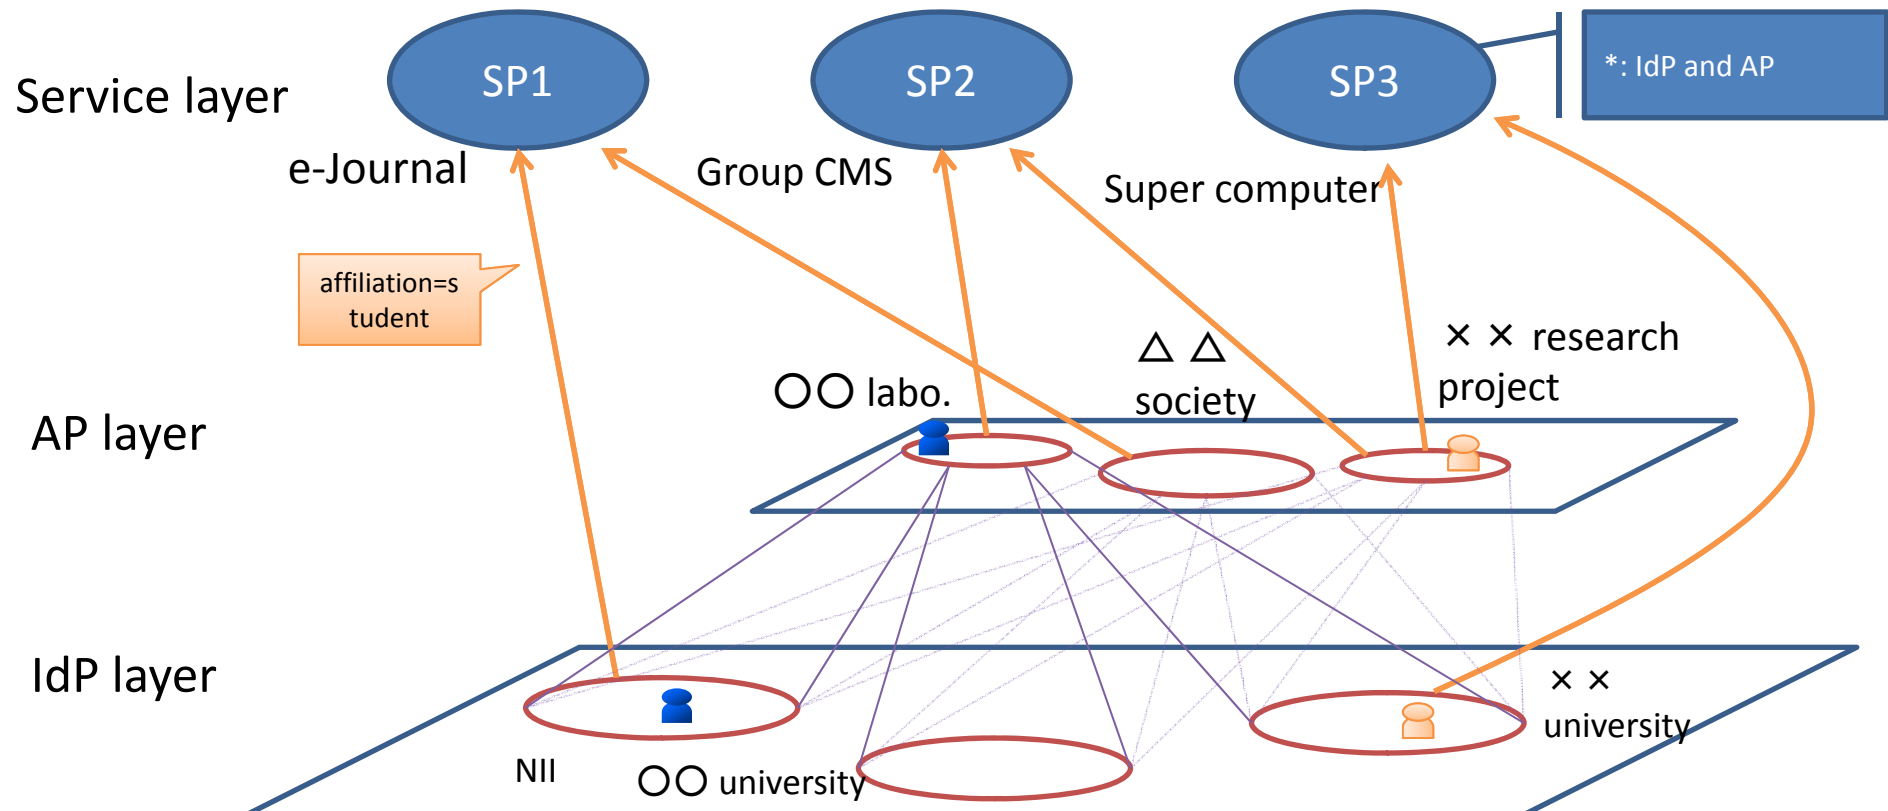 SP1
SP2
SP3
*: IdP and AP
Service layer
e-Journal
Group CMS
Super computer
affiliation=s
tudent
○○ labo.
△ △
society
× × research
project
AP layer
IdP layer
× ×
university
NII
○○ university